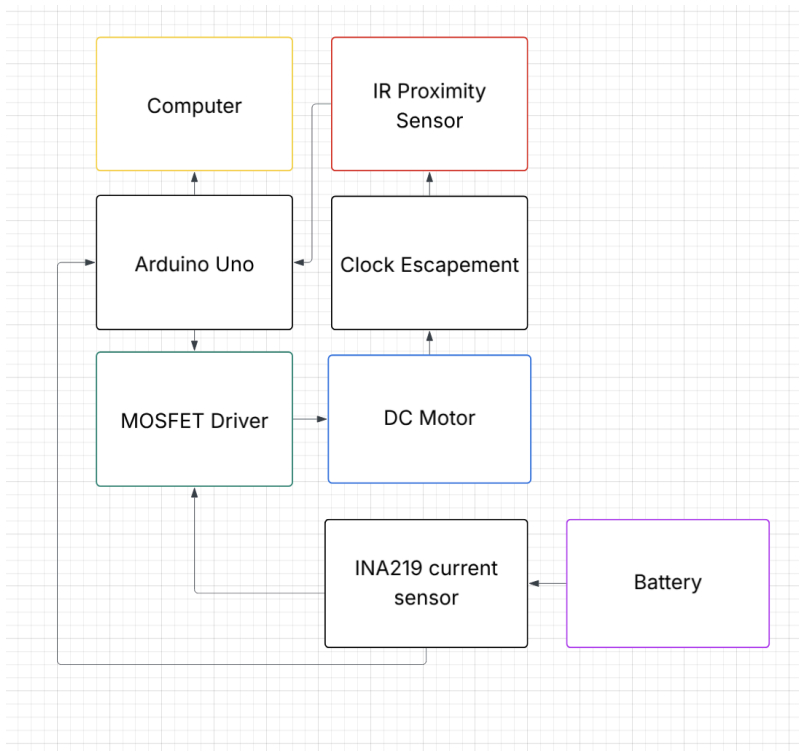 Computer
IR Proximity
Sensor
Arduino Uno
Clock Escapement
MOSFET Driver
DC Motor
INA219 current
sensor
Battery